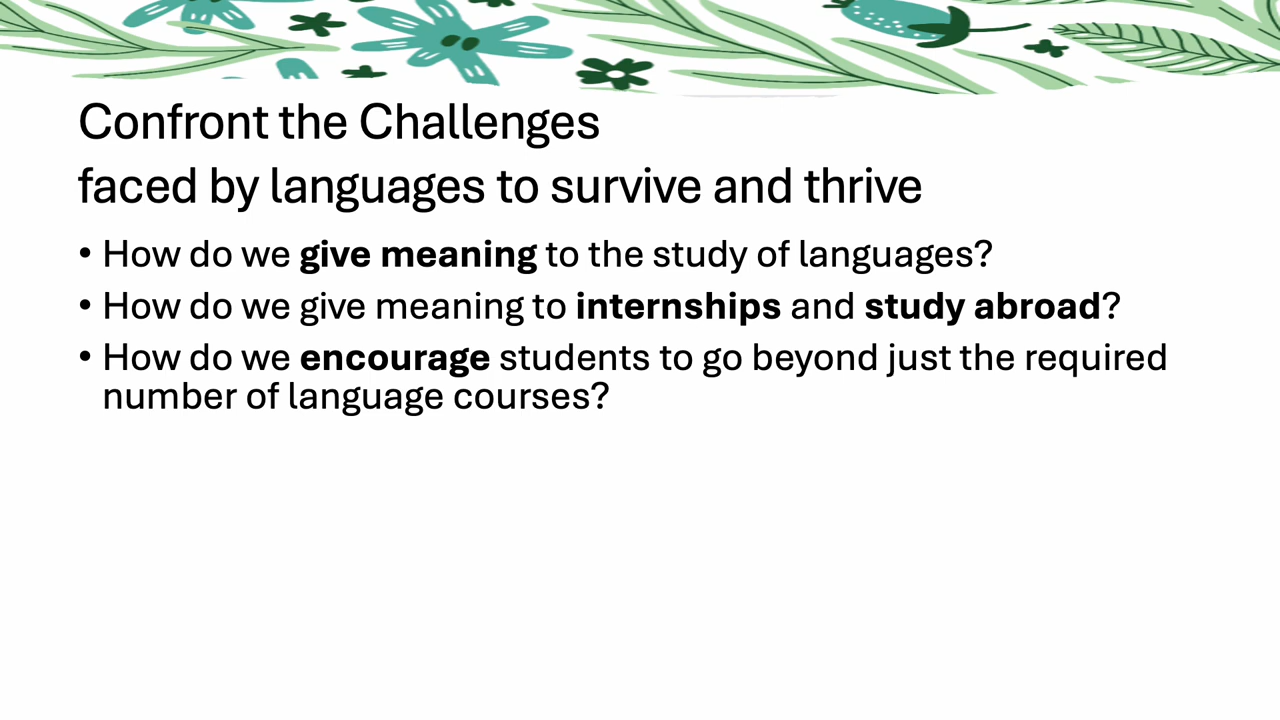 Confront the Challenges
faced by languages to survive and thrive
• How do we give meaning to the study of languages?
• How do we give meaning to internships and study abroad?
• How do we encourage students to go beyond just the required
number of language courses?